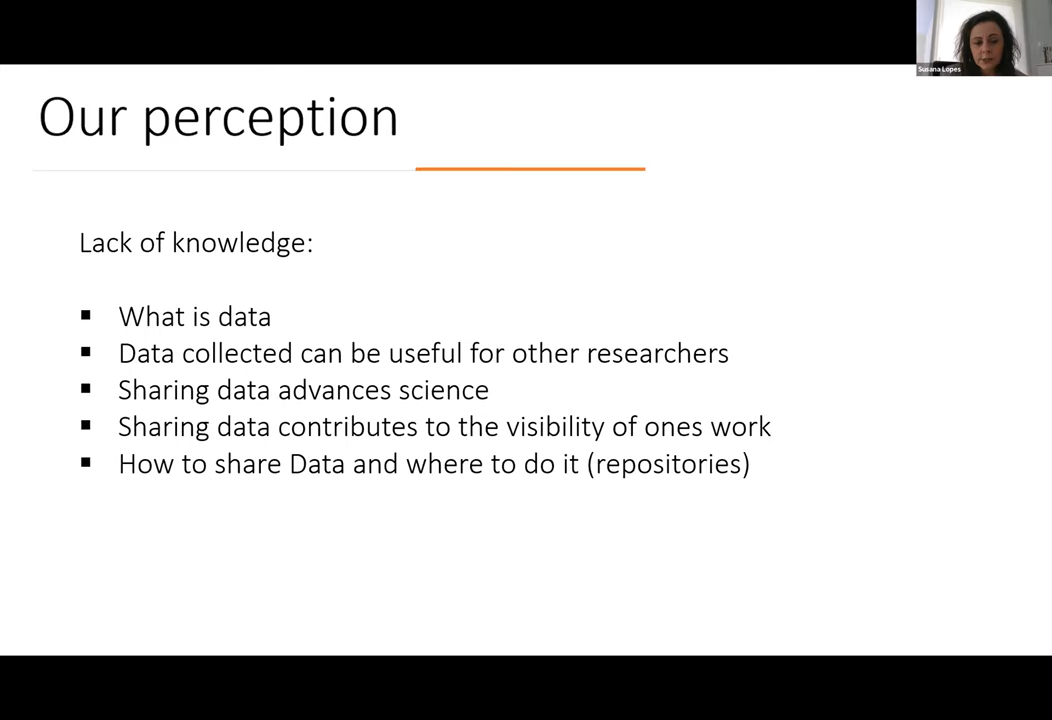 Susana Lopes
Our perception
Lack of knowledge:
▪ What is data
▪ Data collected can be useful for other researchers
▪ Sharing data advances science
▪ Sharing data contributes to the visibility of ones work
▪ How to share Data and where to do it (repositories)